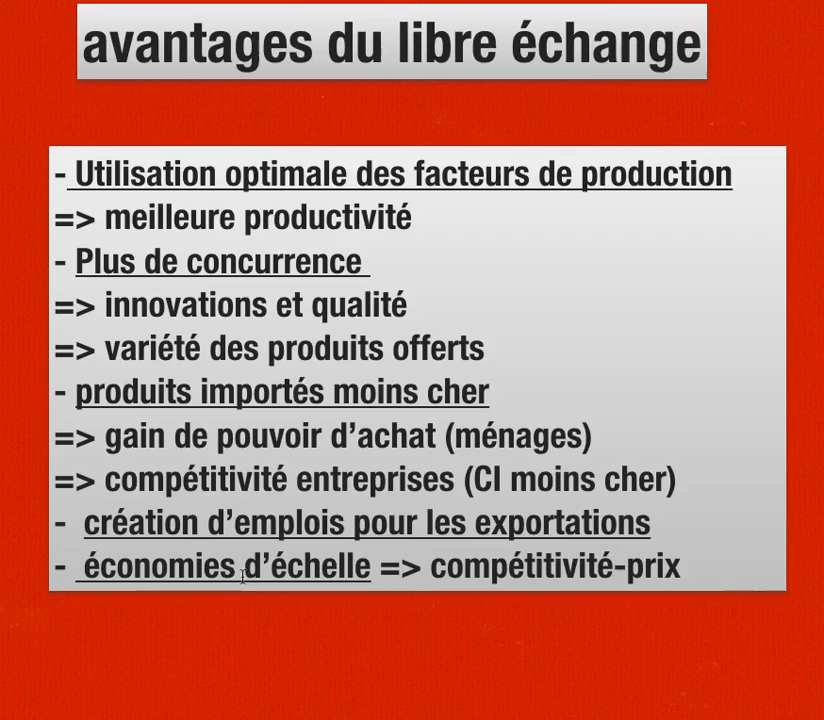 avantages du libre échange
- Utilisation optimale des facteurs de production
=> meilleure productivité
- Plus de concurrence
=> innovations et qualité
=> variété des produits offerts
- produits importés moins cher
=> gain de pouvoir d’achat (ménages)
=> compétitivité entreprises (CI moins cher)
- création d’emplois pour les exportations
- économies d’échelle => compétitivité-prix